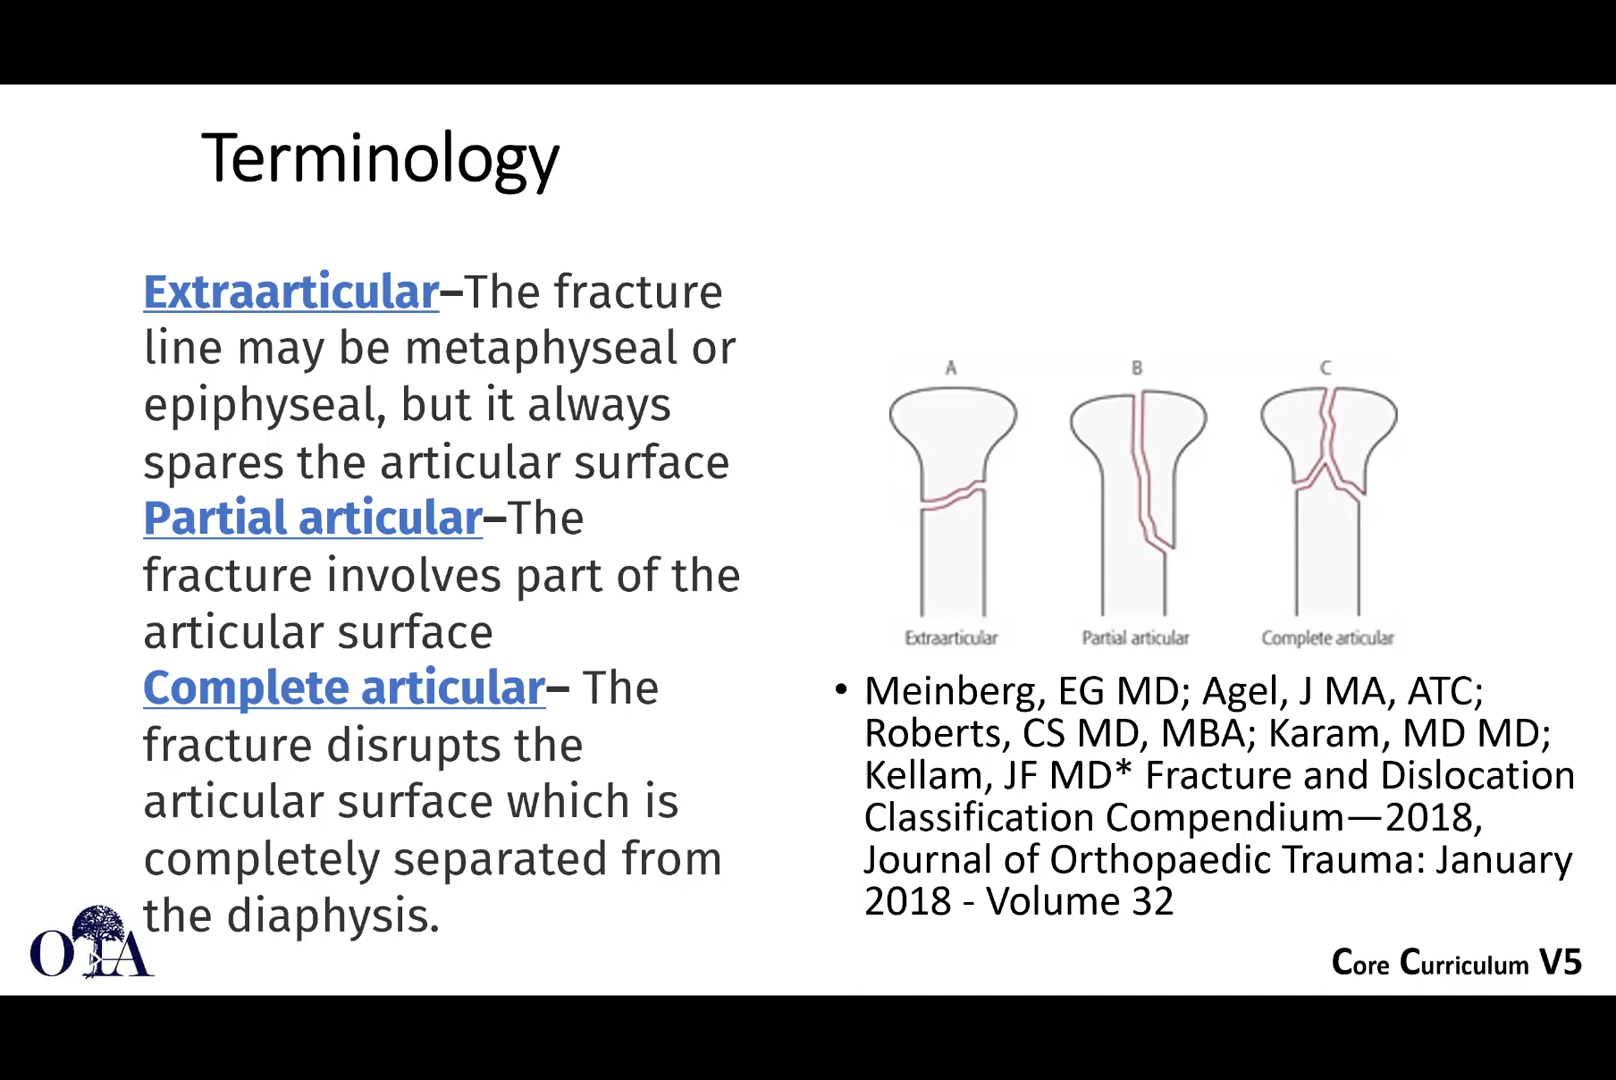 Terminology
Extraarticular–The fracture
line may be metaphyseal or
epiphyseal, but it always
spares the articular surface
Partial articular–The
fracture involves part of the
articular surface
Complete articular– The
fracture disrupts the
articular surface which is
completely separated from
the diaphysis.
A B C
Extraarticular Partial articular Complete articular
• Meinberg, EG MD; Agel, J MA, ATC;
Roberts, CS MD, MBA; Karam, MD MD;
Kellam, JF MD* Fracture and Dislocation
Classification Compendium—2018,
Journal of Orthopaedic Trauma: January
2018 - Volume 32
OTA
Core Curriculum V5